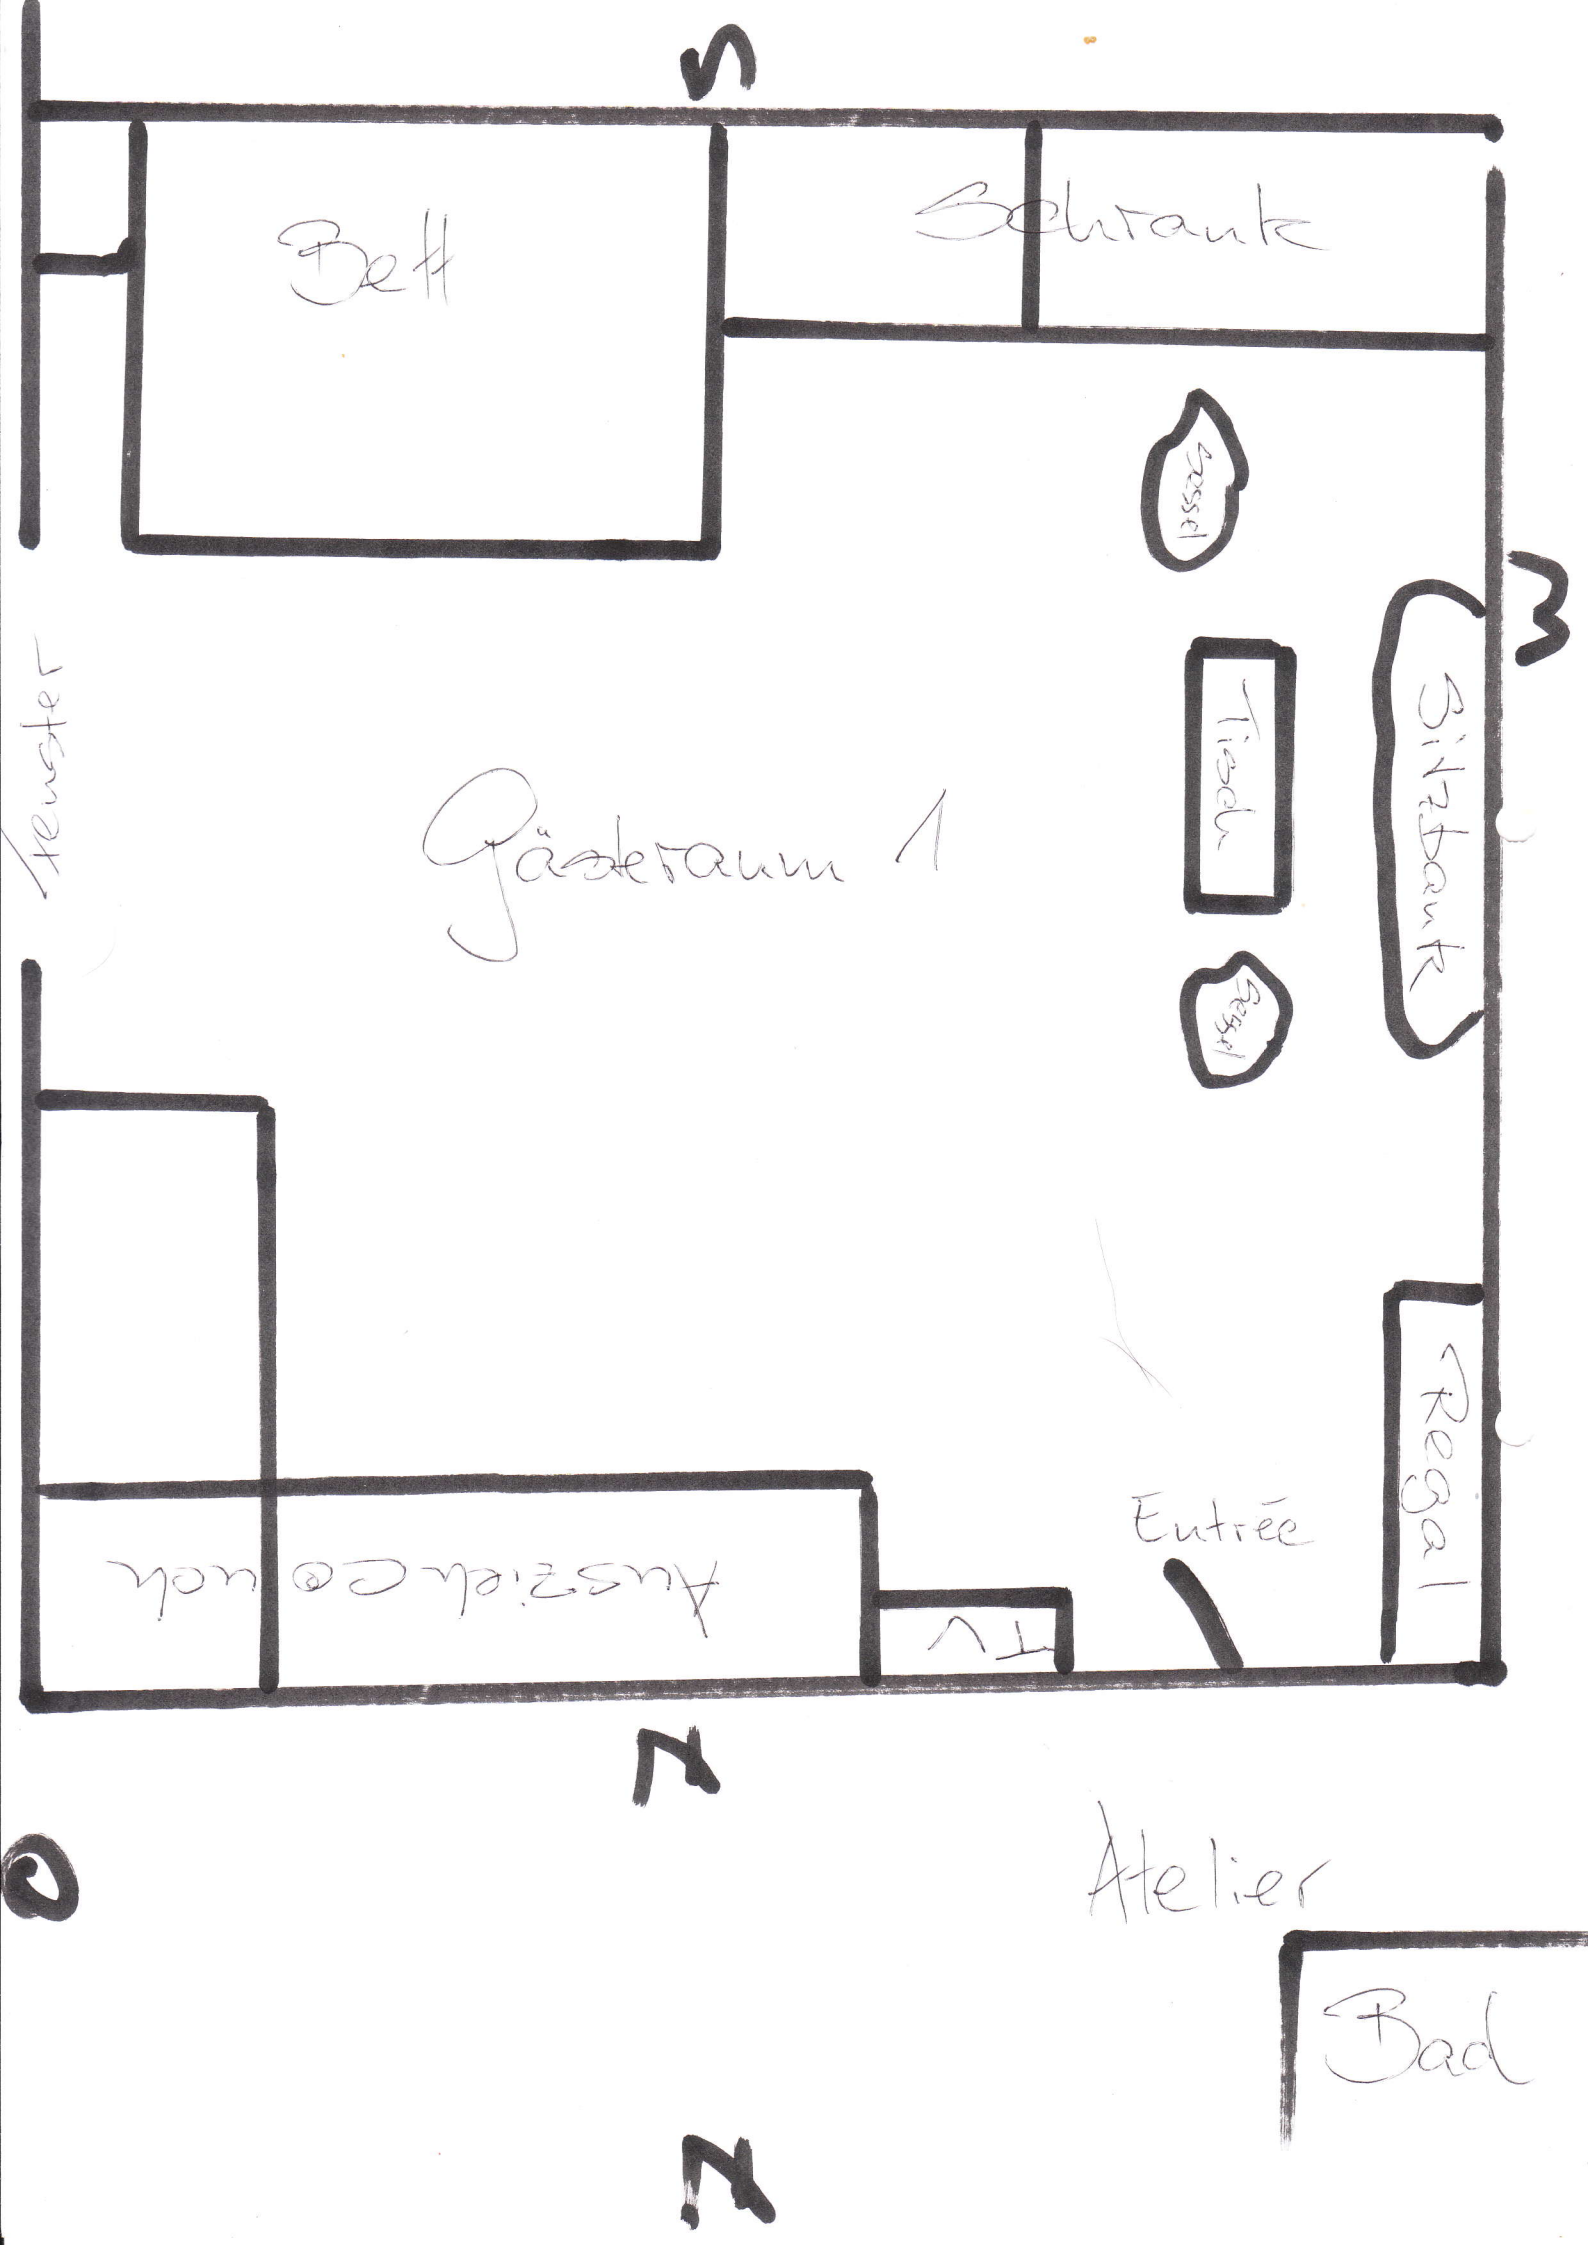 S
Bett
Schrank
Sessel
W
Fenster
Tisch
Sitzbank
Gästeraum 1
Sessel
Regal
Entrée
Ausziehcouch
TV
N
O
Atelier
Bad
N